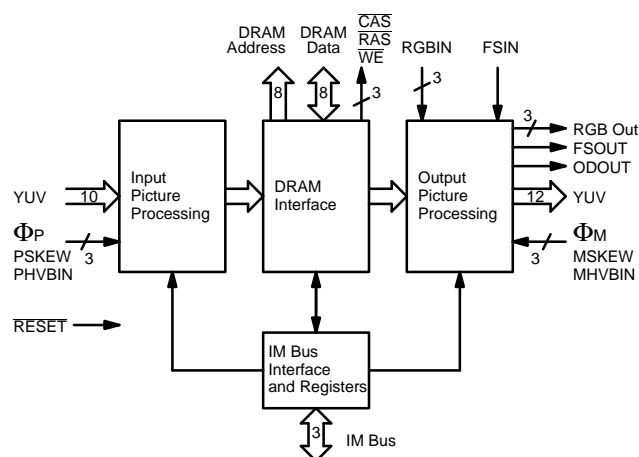 DRAM
Address
DRAM
Data
CAS
RAS
WE
RGBIN
FSIN
8
8
3
3
Input
Picture
Processing
DRAM
Interface
Output
Picture
Processing
3
RGB Out
FSOUT
ODOUT
YUV
10
12
YUV
ΦP
PSKEW
PHVBIN
3
ΦM
MSKEW
MHVBIN
3
RESET
IM Bus
Interface
and Registers
3
IM Bus